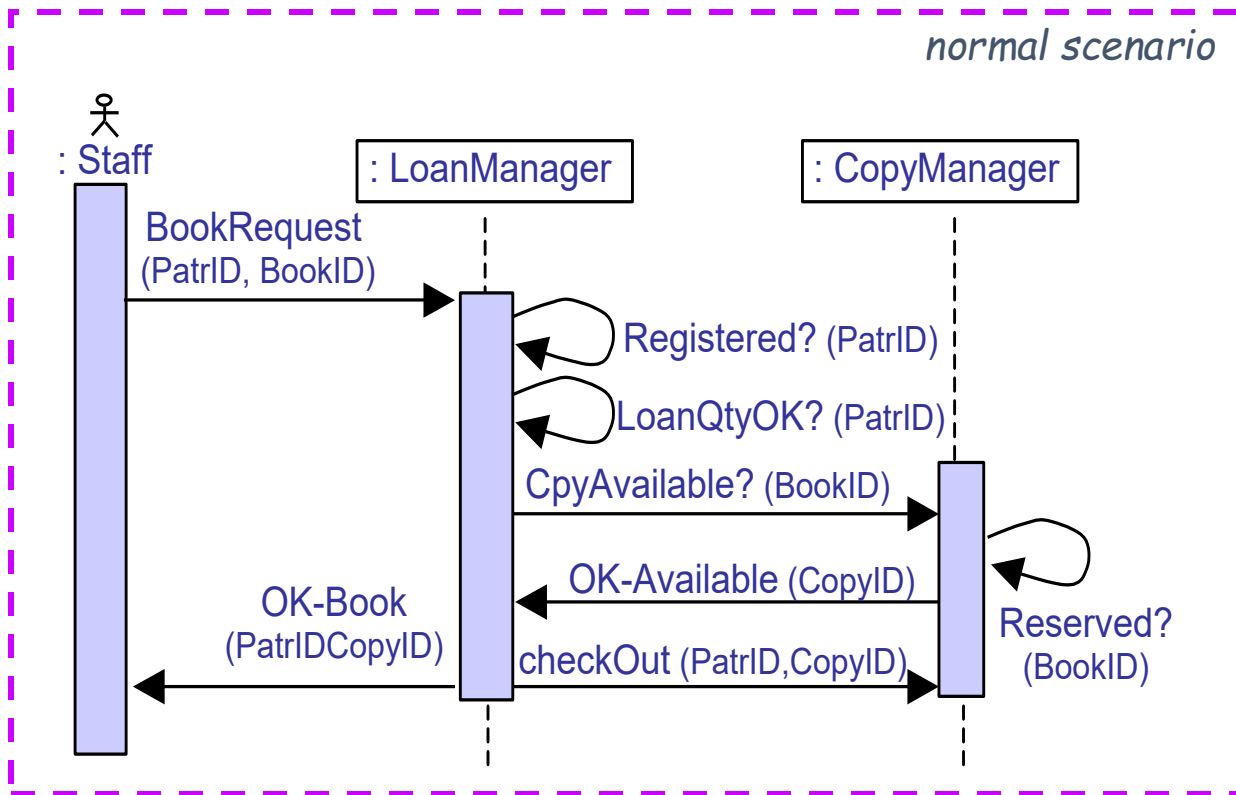 normal scenario
: Staff
: LoanManager
: CopyManager
BookRequest
(PatrID, BookID)
Registered? (PatrID)
LoanQtyOK? (PatrID)
CpyAvailable? (BookID)
OK-Available (CopyID)
OK-Book
(PatrIDCopyID)
Reserved?
(BookID)
checkOut (PatrID,CopyID)